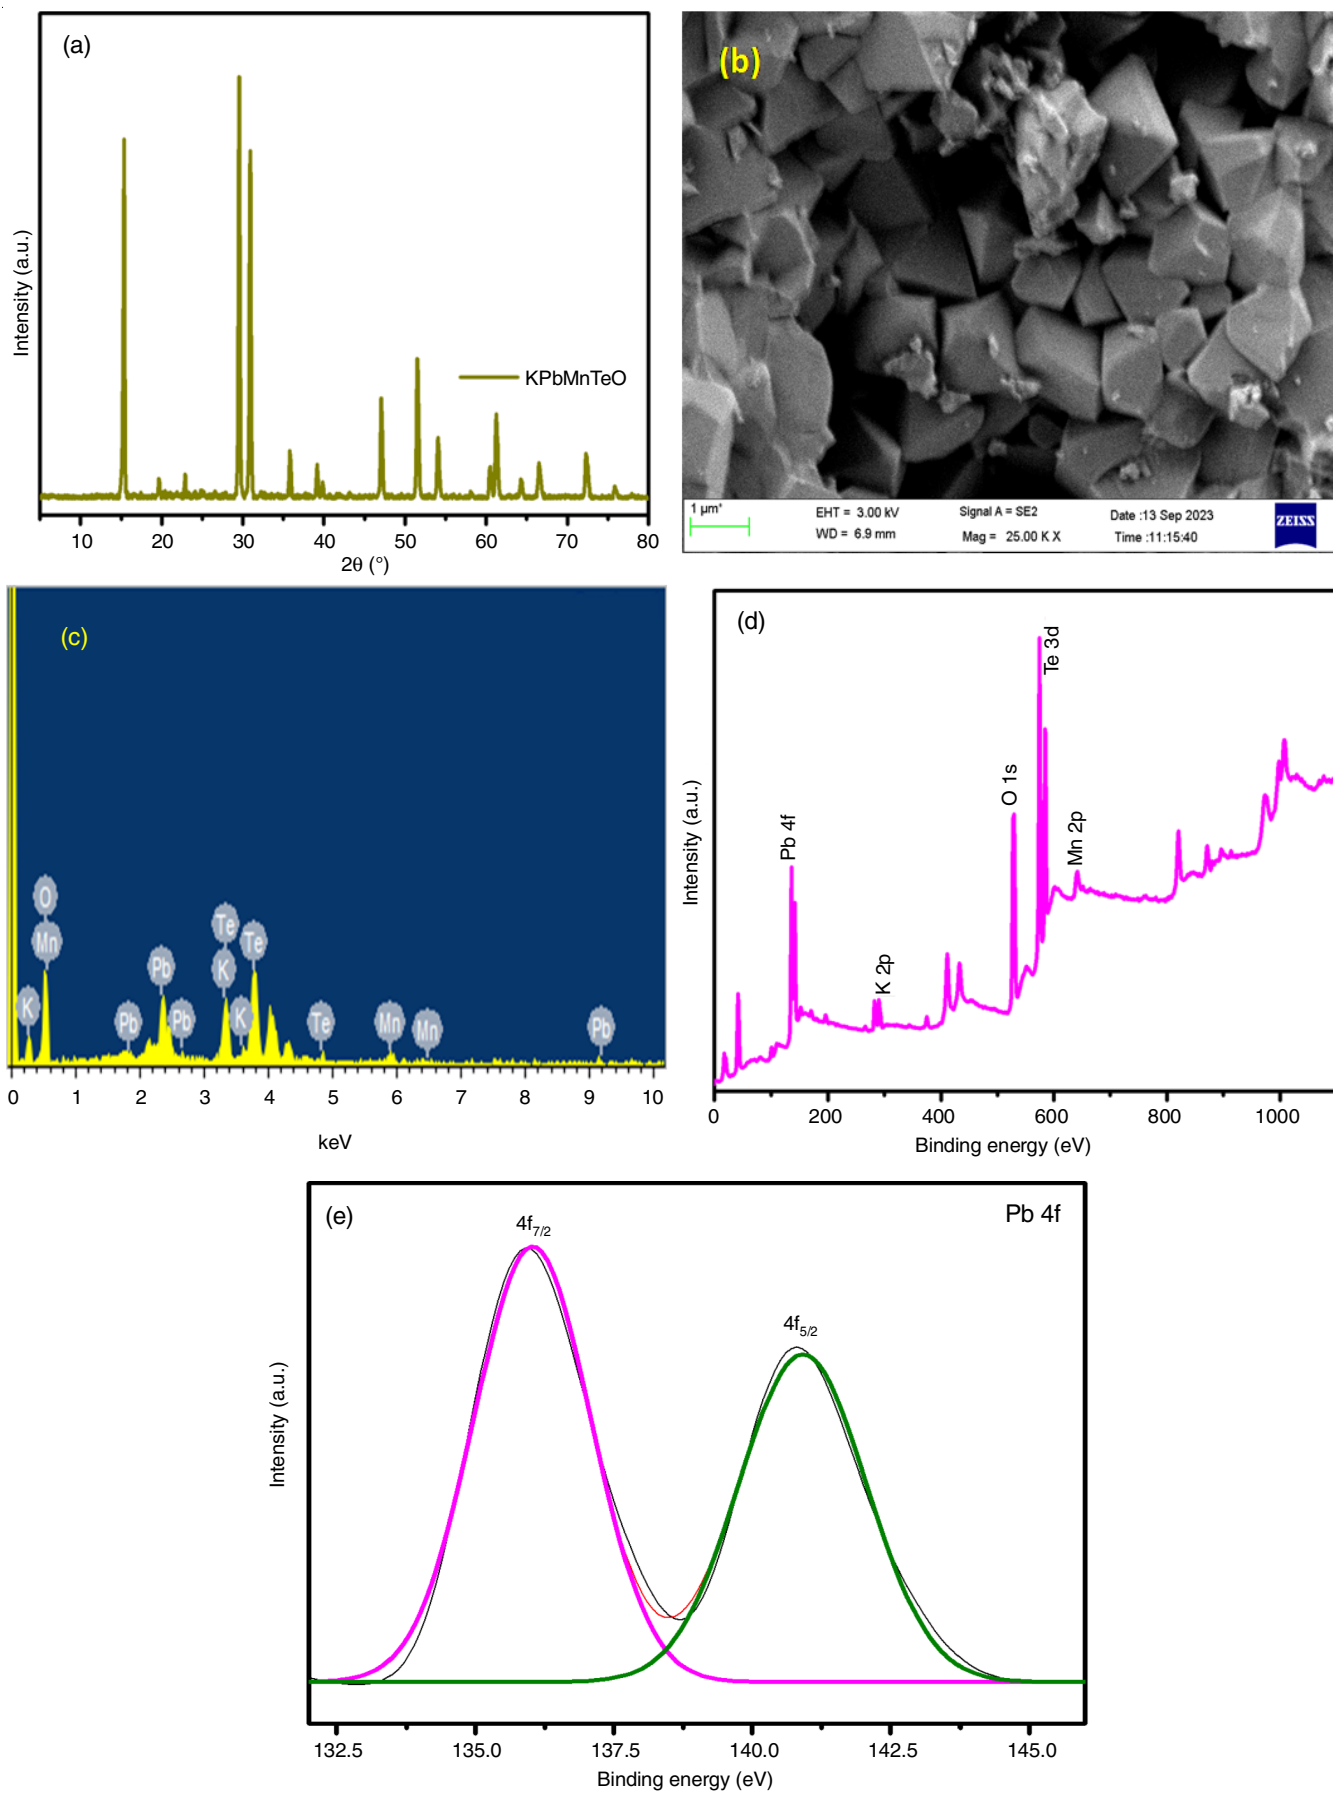 (a)
Intensity (a.u.)
KPbMnTeO
10 20 30 40 50 60 70 80
2θ (°)
(b)
1 µm*
EHT = 3.00 kV
WD = 6.9 mm
Signal A = SE2
Mag = 25.00 K X
Date :13 Sep 2023
Time :11:15:40
ZEISS
(c)
O
Mn
K
Pb
Pb
Pb
Te
K
K
Te
Te
Mn
Mn
Pb
0 1 2 3 4 5 6 7 8 9 10
keV
(d)
Intensity (a.u.)
Pb 4f
K 2p
O 1s
Te 3d
Mn 2p
0 200 400 600 800 1000
Binding energy (eV)
(e)
Pb 4f
4f7/2
4f5/2
Intensity (a.u.)
132.5 135.0 137.5 140.0 142.5 145.0
Binding energy (eV)